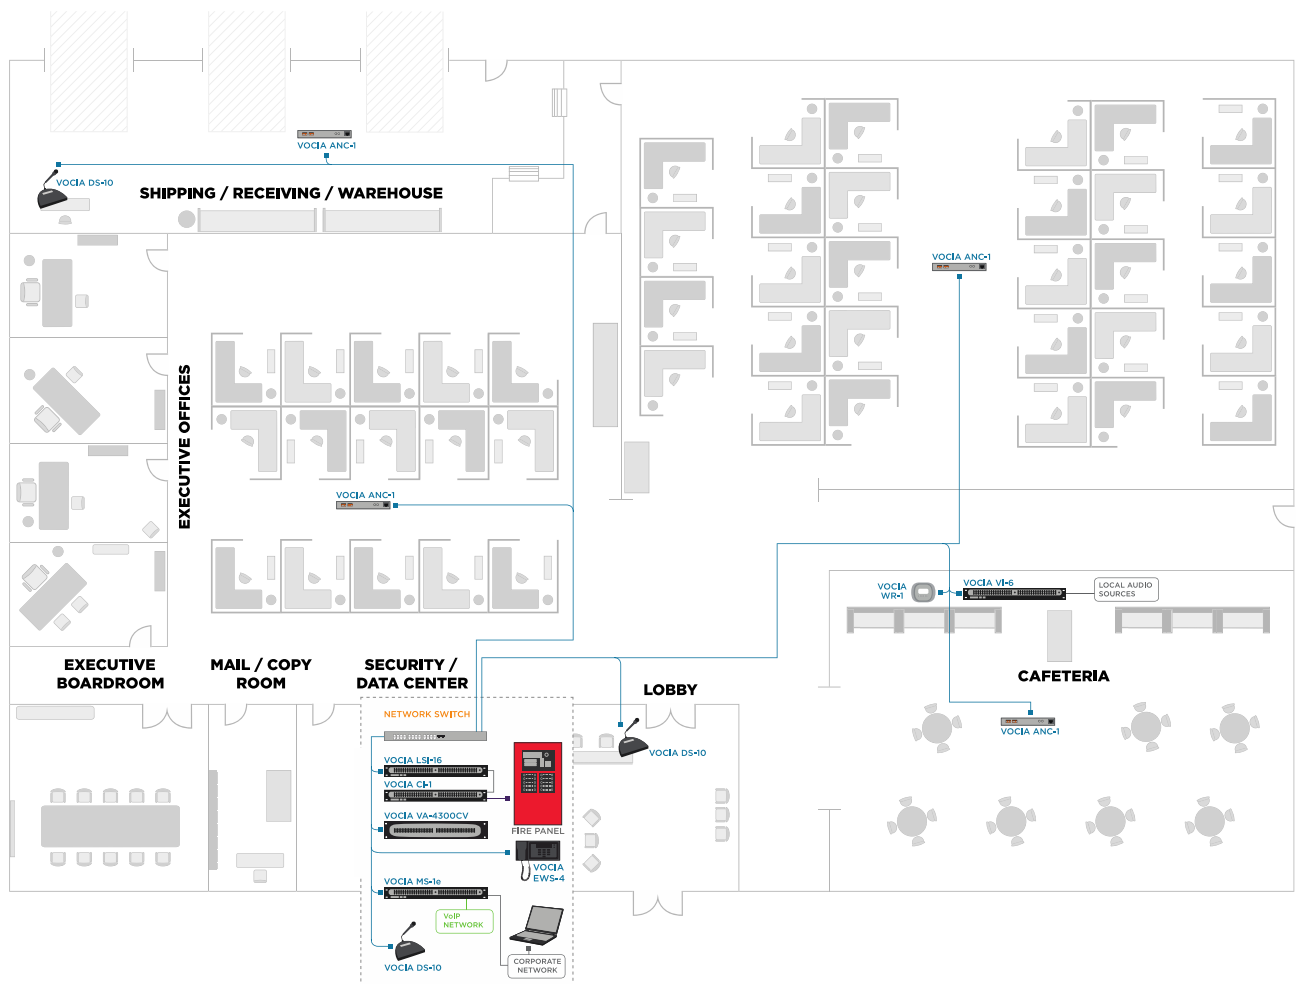 VOCIA ANC-1
VOCIA DS-10
SHIPPING / RECEIVING / WAREHOUSE
VOCIA ANC-1
EXECUTIVE OFFICES
VOCIA ANC-1
VOCIA
WR-1
VOCIA VI-6
LOCAL AUDIO
SOURCES
EXECUTIVE
BOARDROOM
MAIL / COPY
ROOM
SECURITY /
DATA CENTER
LOBBY
CAFETERIA
NETWORK SWITCH
VOCIA ANC-1
VOCIA DS-10
VOCIA LSI-16
VOCIA CI-1
VOCIA VA-4300CV
FIRE PANEL
VOCIA
EWS-4
VOCIA MS-1e
VoIP
NETWORK
VOCIA DS-10
CORPORATE
NETWORK